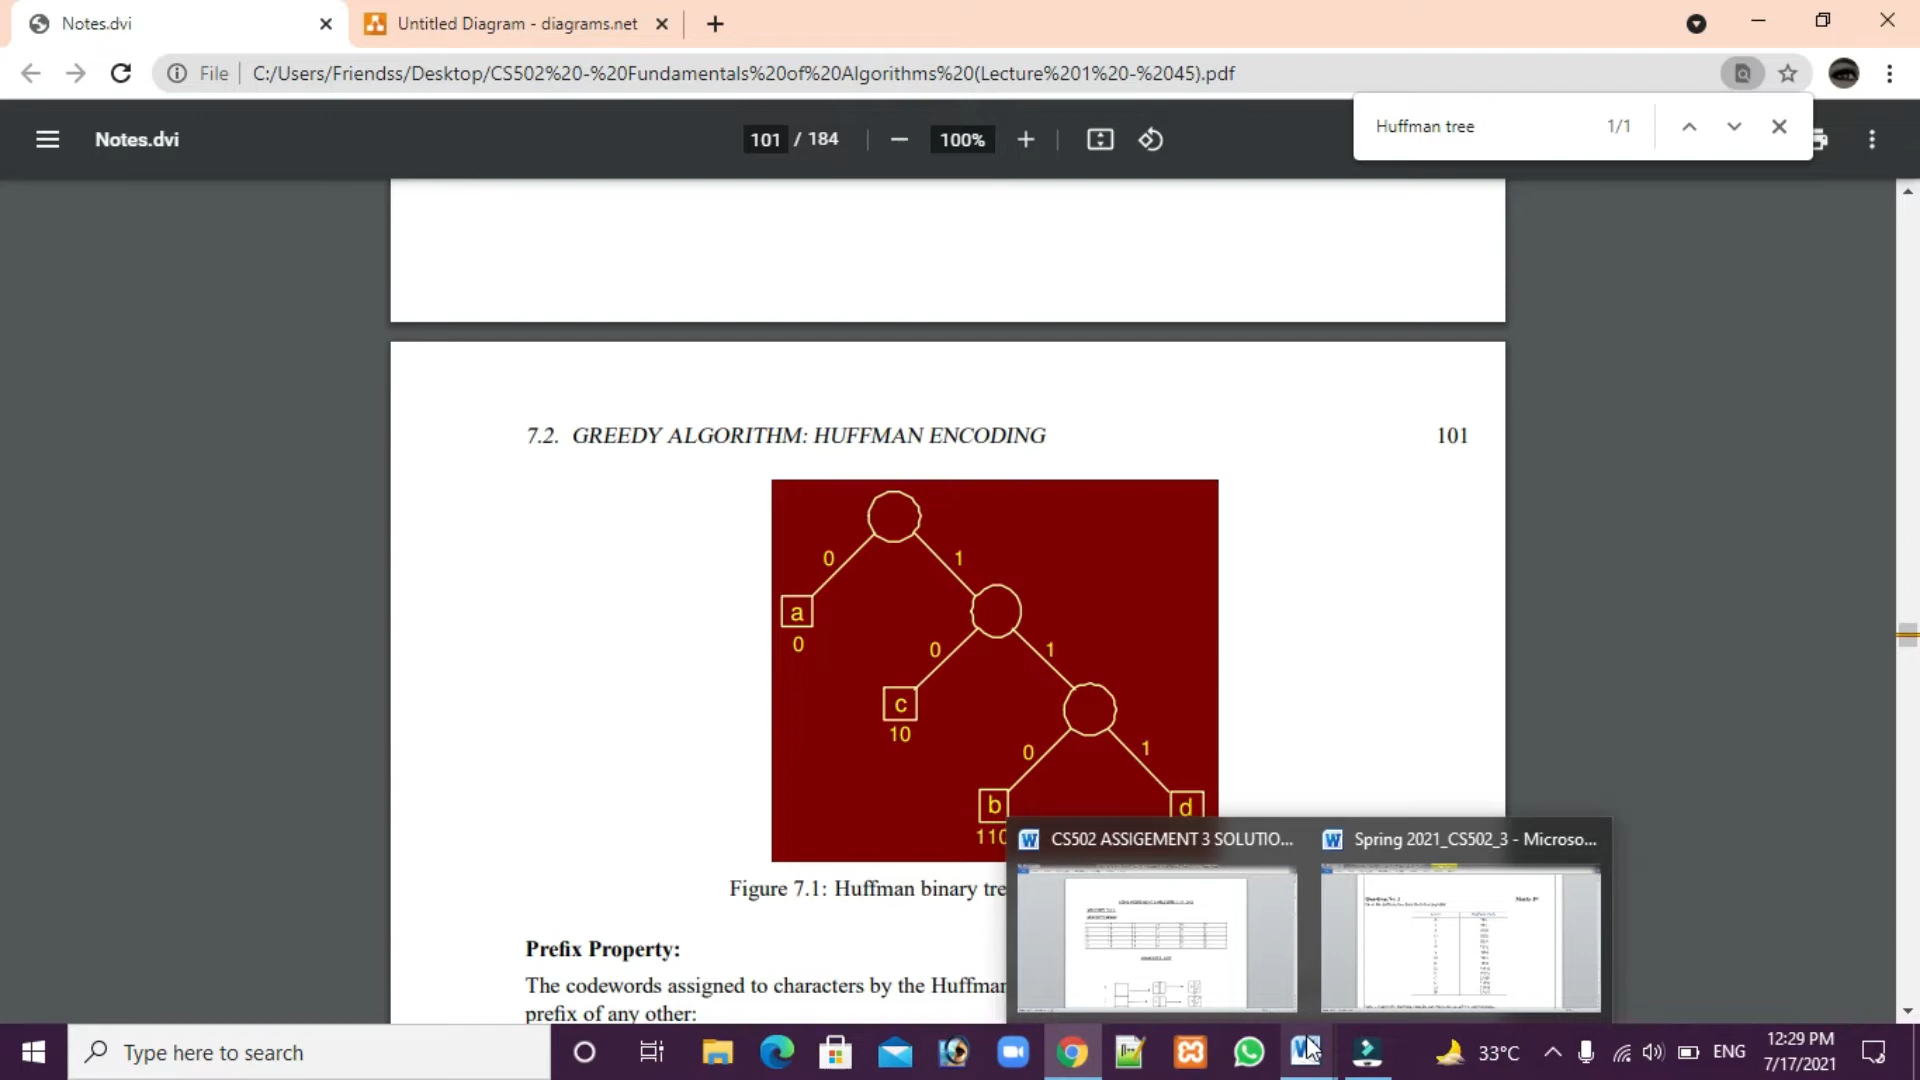 Notes.dvi
Untitled Diagram - diagrams.net
File
C:/Users/Friendss/Desktop/CS502%20-%20Fundamentals%20of%20Algorithms%20(Lecture%201%20-%2045).pdf
Huffman tree 1/1
Notes.dvi
101 / 184
100%
7.2. GREEDY ALGORITHM: HUFFMAN ENCODING 101
0 1
a
0
0 1
c
10
0 1
b d
110
Figure 7.1: Huffman binary tre
CS502 ASSIGEMENT 3 SOLUTIO...
Spring 2021_CS502_3 - Microso...
Prefix Property:
The codewords assigned to characters by the Huffman
prefix of any other:
Type here to search
33°C
ENG
12:29 PM
7/17/2021